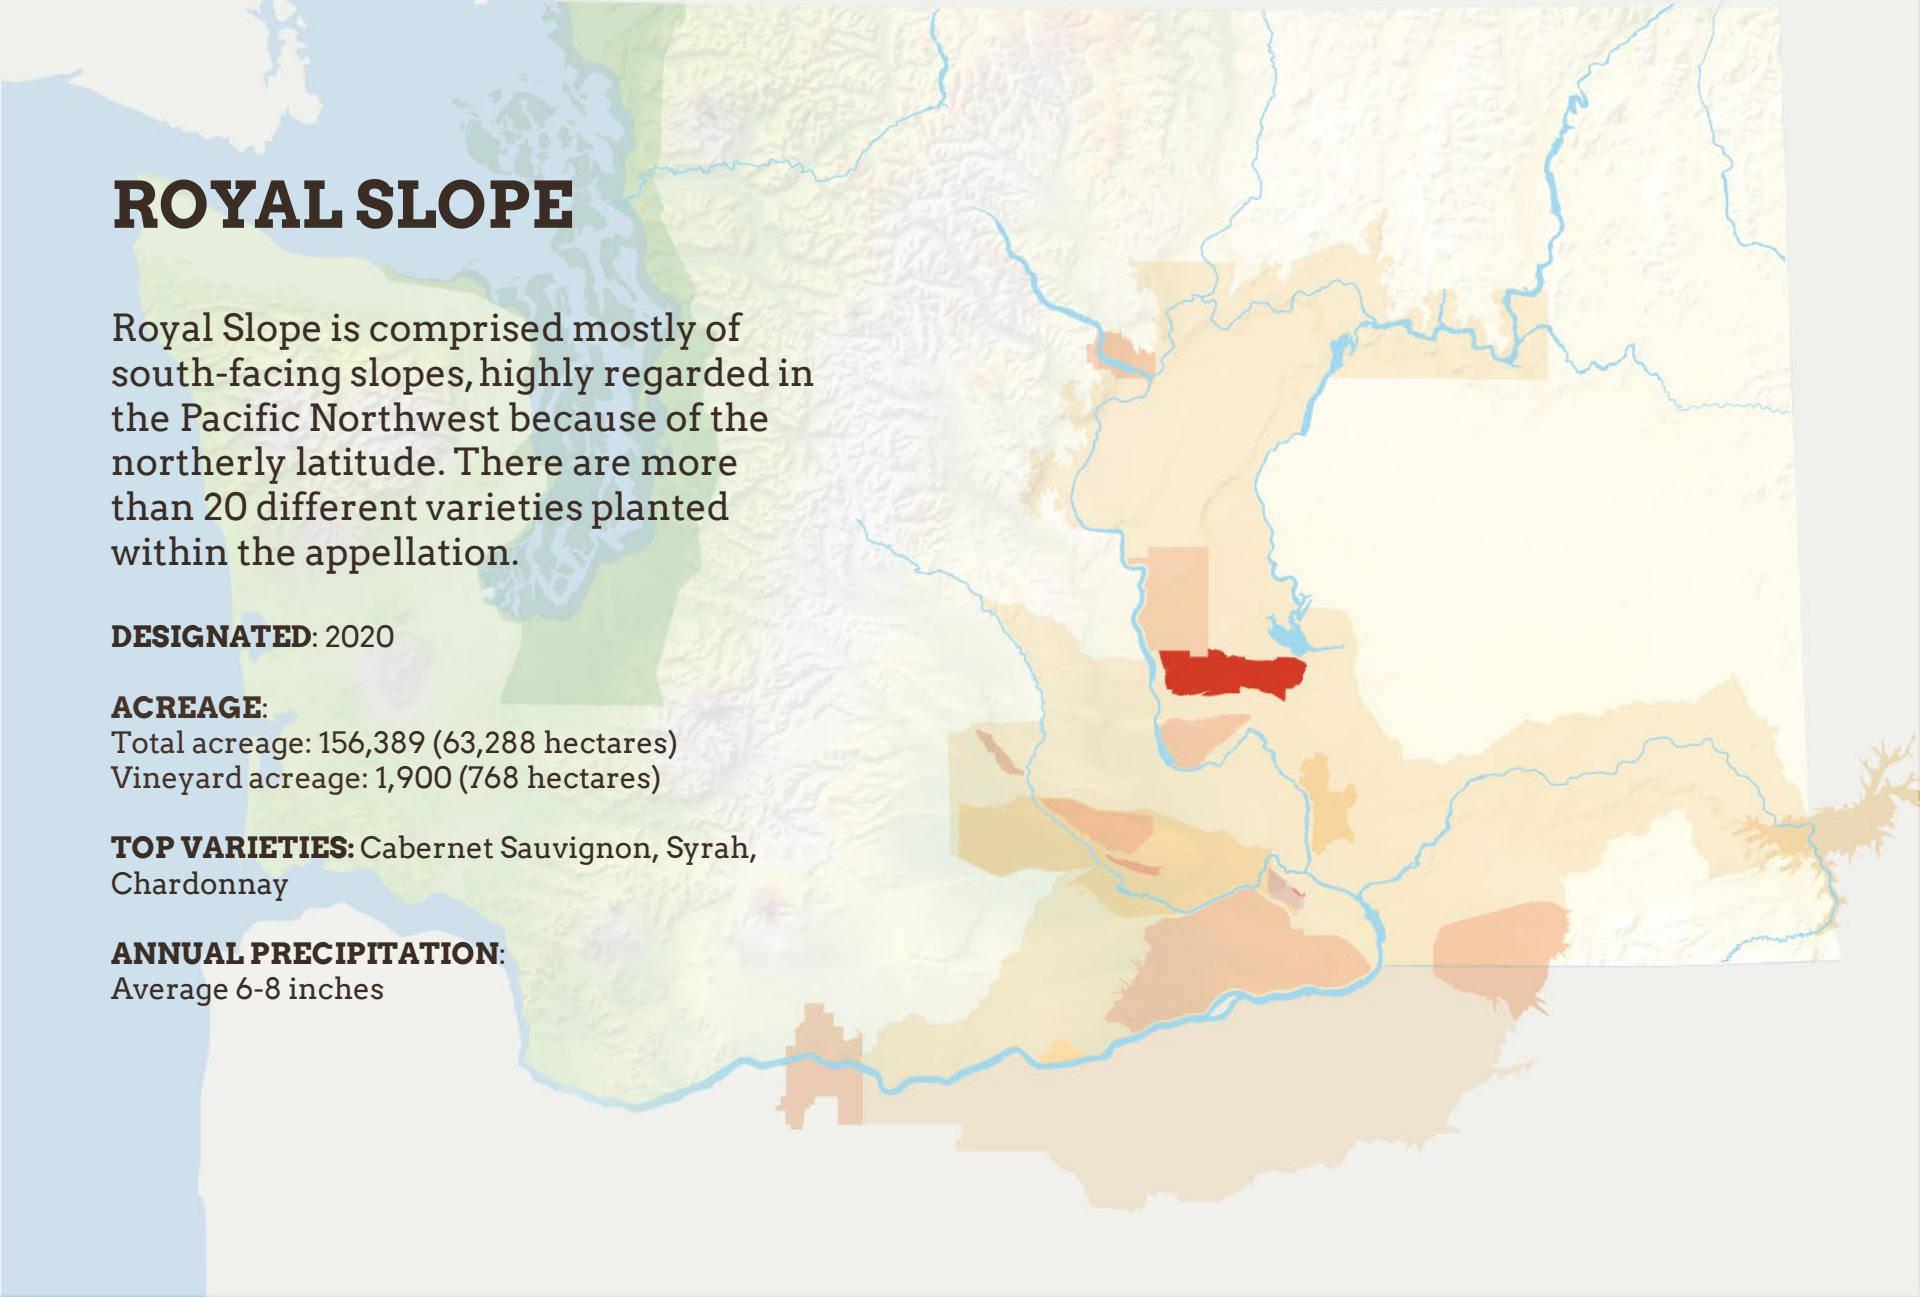 ROYAL SLOPE
Royal Slope is comprised mostly of
south-facing slopes, highly regarded in
the Pacific Northwest because of the
northerly latitude. There are more
than 20 different varieties planted
within the appellation.
DESIGNATED: 2020
ACREAGE:
Total acreage: 156,389 (63,288 hectares)
Vineyard acreage: 1,900 (768 hectares)
TOP VARIETIES: Cabernet Sauvignon, Syrah,
Chardonnay
ANNUAL PRECIPITATION:
Average 6-8 inches